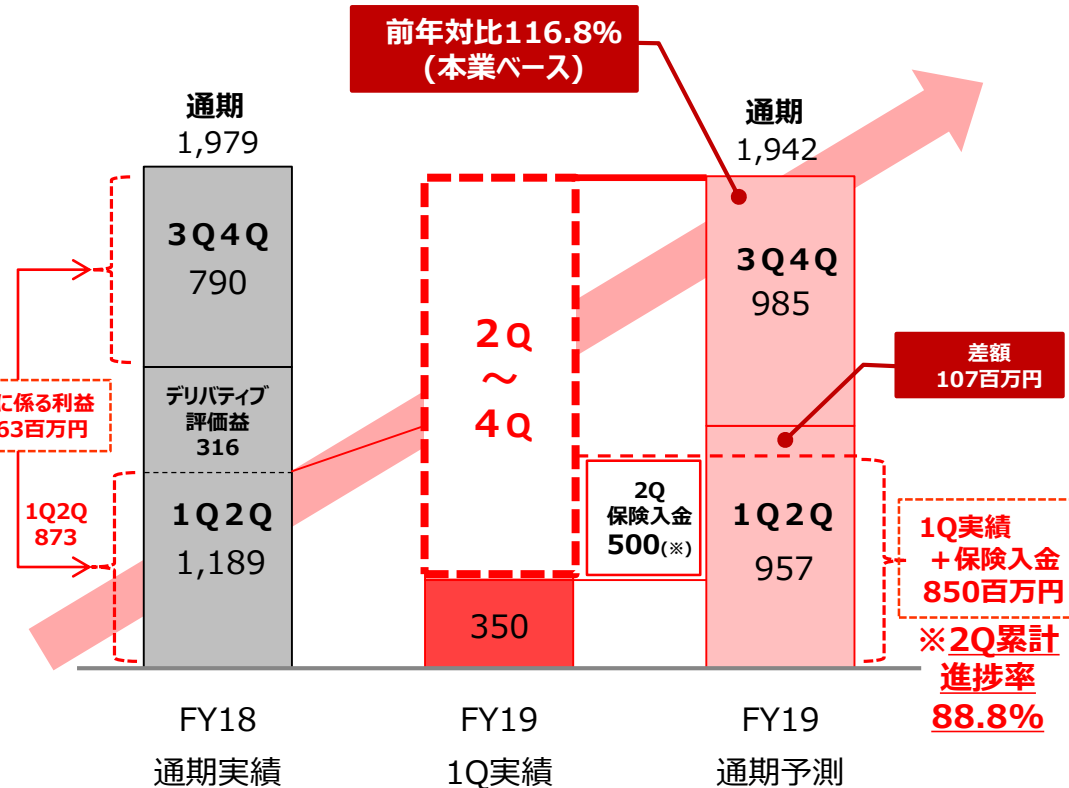 前年対比116.8%
(本業ベース)
通期
1,979
通期
1,942
3Q4Q
790
デリバティブ
評価益
316
1Q2Q
1,189
に係る利益
63百万円
1Q2Q
873
2Q
～
4Q
350
2Q
保険入金
500(※)
3Q4Q
985
1Q2Q
957
差額
107百万円
1Q実績
＋保険入金
850百万円
※2Q累計
進捗率
88.8%
FY18
通期実績
FY19
1Q実績
FY19
通期予測